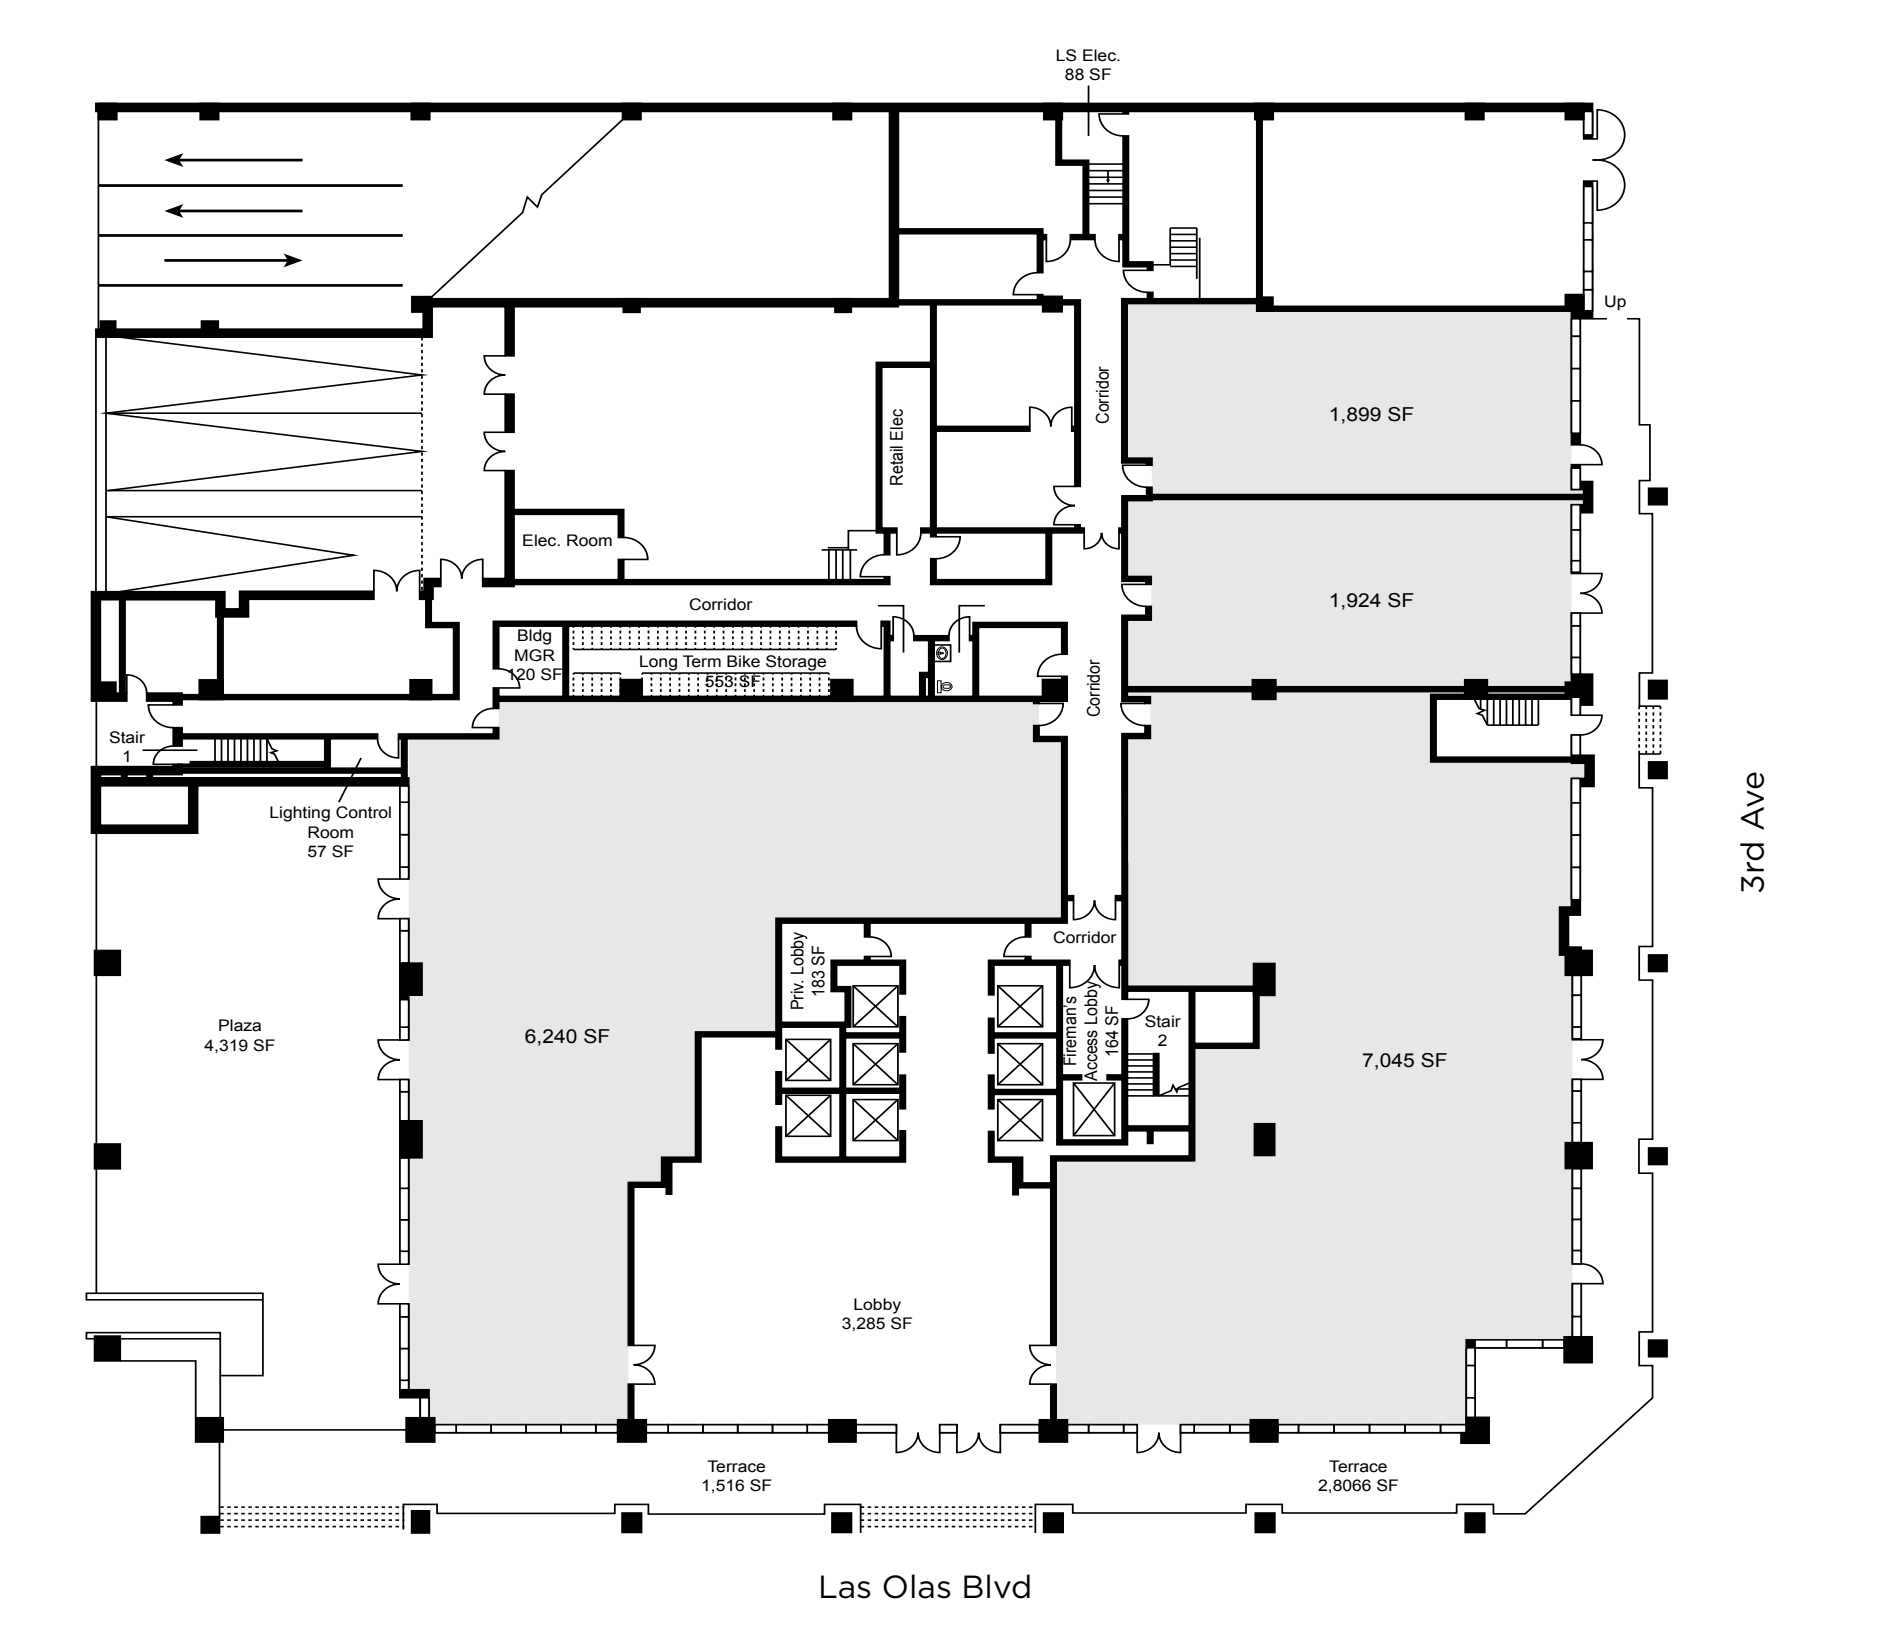 LS Elec.
88 SF
Up
Corridor
1,899 SF
Retail Elec
Elec. Room
1,924 SF
Corridor
Bldg
MGR
120 SF
Long Term Bike Storage
553 SF
Corridor
Stair
1
Lighting Control
Room
57 SF
3rd Ave
Priv. Lobby
183 SF
Corridor
Fireman's
Access Lobby
164 SF
Stair
2
Plaza
4,319 SF
6,240 SF
7,045 SF
Lobby
3,285 SF
Terrace
1,516 SF
Terrace
2,8066 SF
Las Olas Blvd